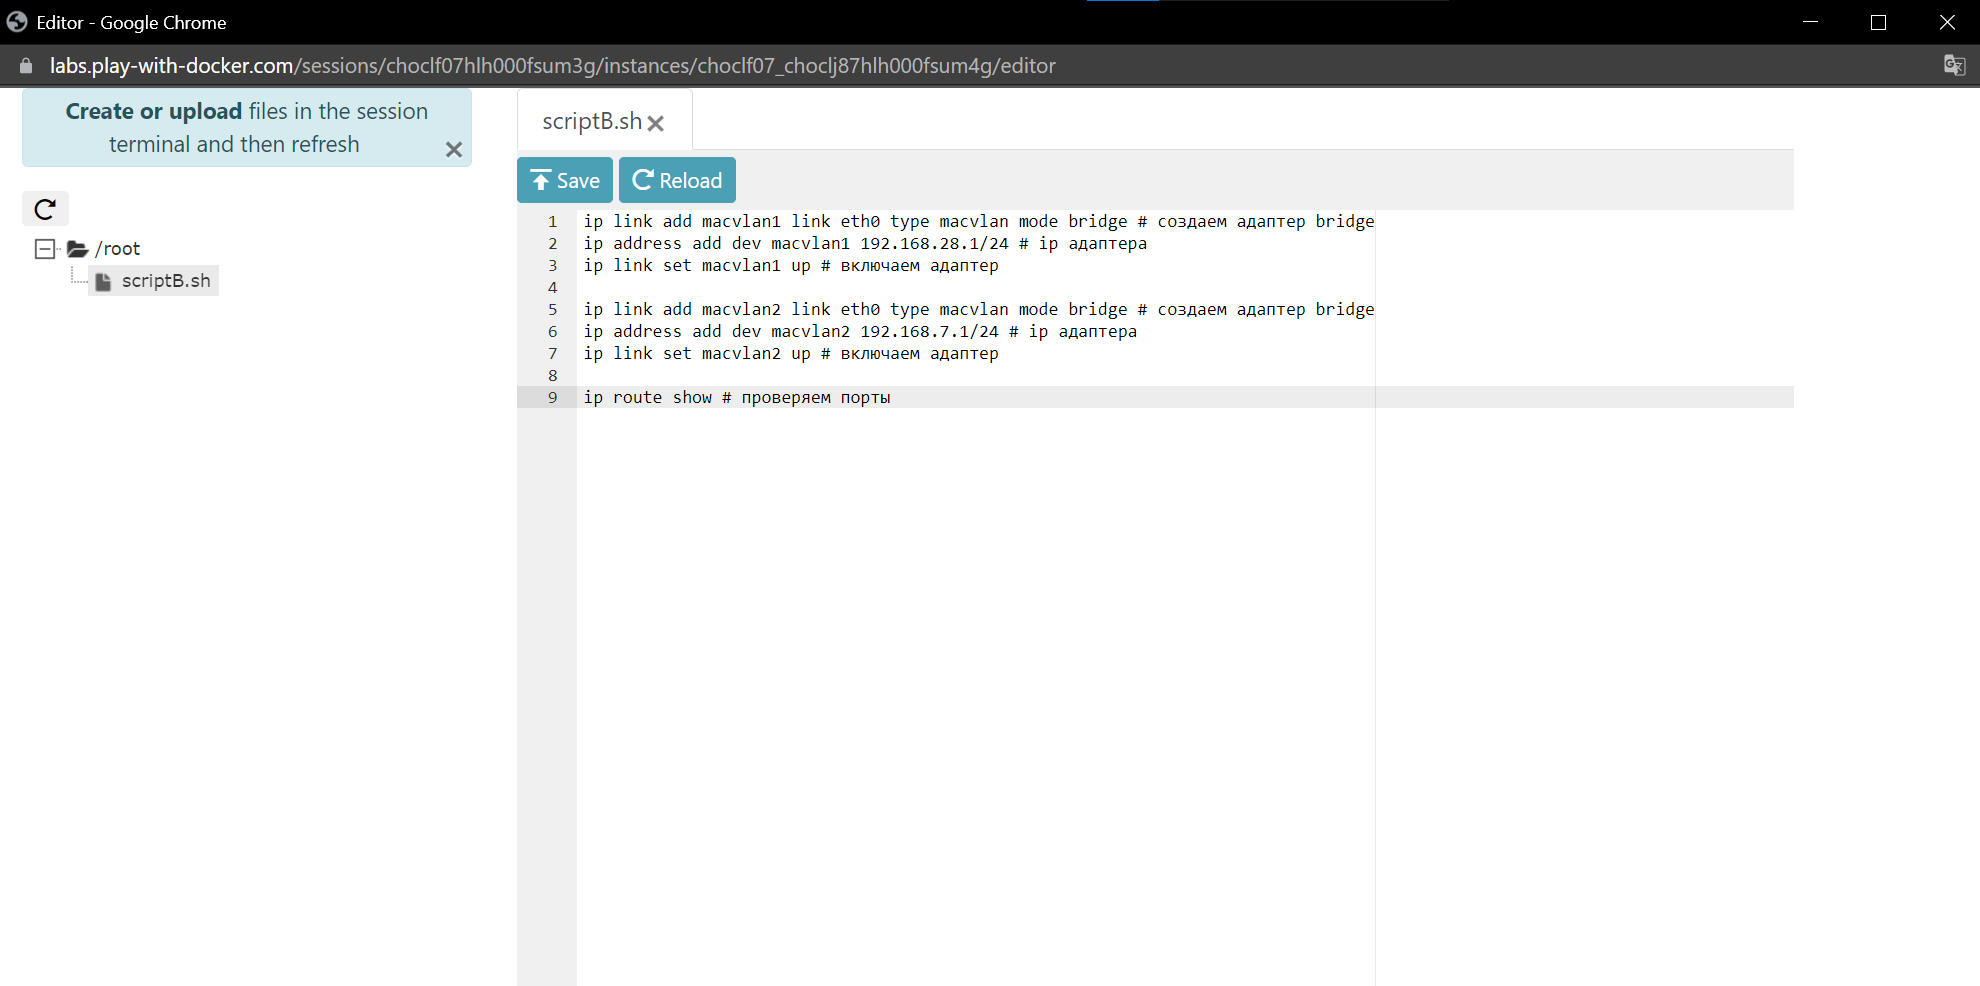 Editor - Google Chrome
labs.play-with-docker.com/sessions/choclf07hlh000fsum3g/instances/choclf07_choclj87hlh000fsum4g/editor
Create or upload files in the session
terminal and then refresh
/root
scriptB.sh
scriptB.sh
Save Reload
1 ip link add macvlan1 link eth0 type macvlan mode bridge # создаем адаптер bridge
2 ip address add dev macvlan1 192.168.28.1/24 # ip адаптера
3 ip link set macvlan1 up # включаем адаптер
4
5 ip link add macvlan2 link eth0 type macvlan mode bridge # создаем адаптер bridge
6 ip address add dev macvlan2 192.168.7.1/24 # ip адаптера
7 ip link set macvlan2 up # включаем адаптер
8
9 ip route show # проверяем порты